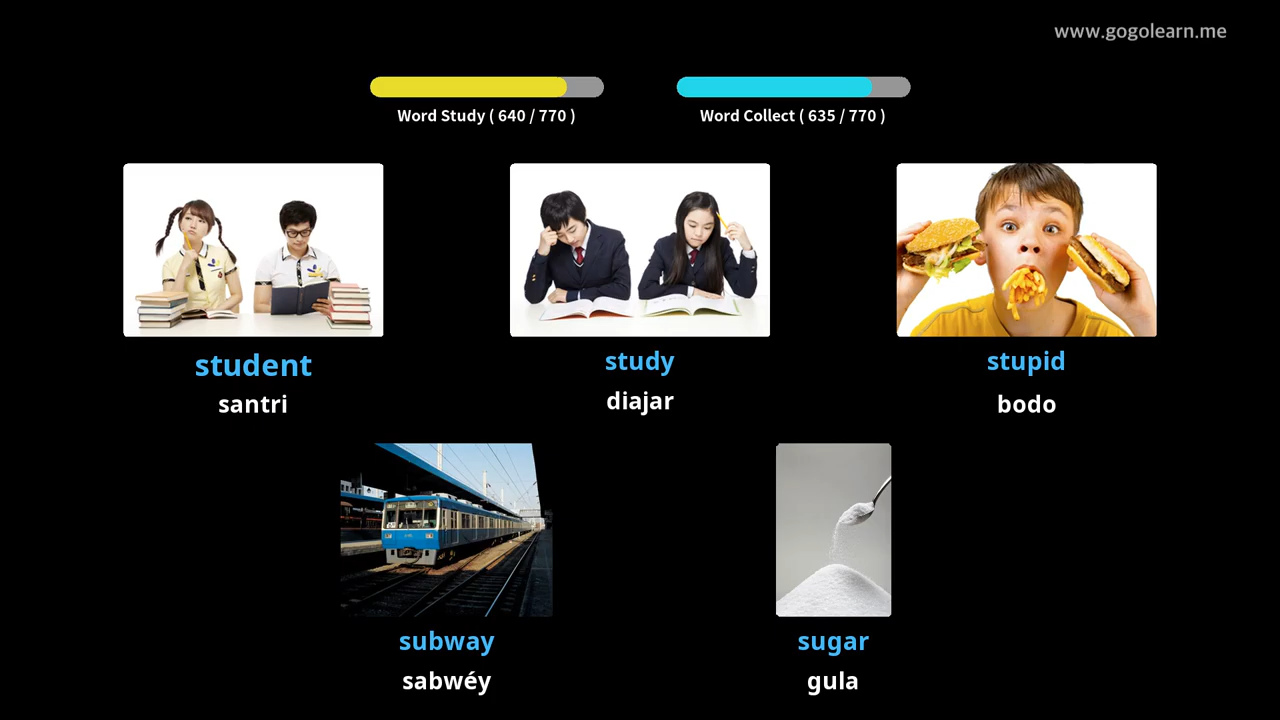 www.gogolearn.me
Word Study ( 640 / 770 )
Word Collect ( 635 / 770 )
student
santri
study
diajar
stupid
bodo
subway
sabwéy
sugar
gula